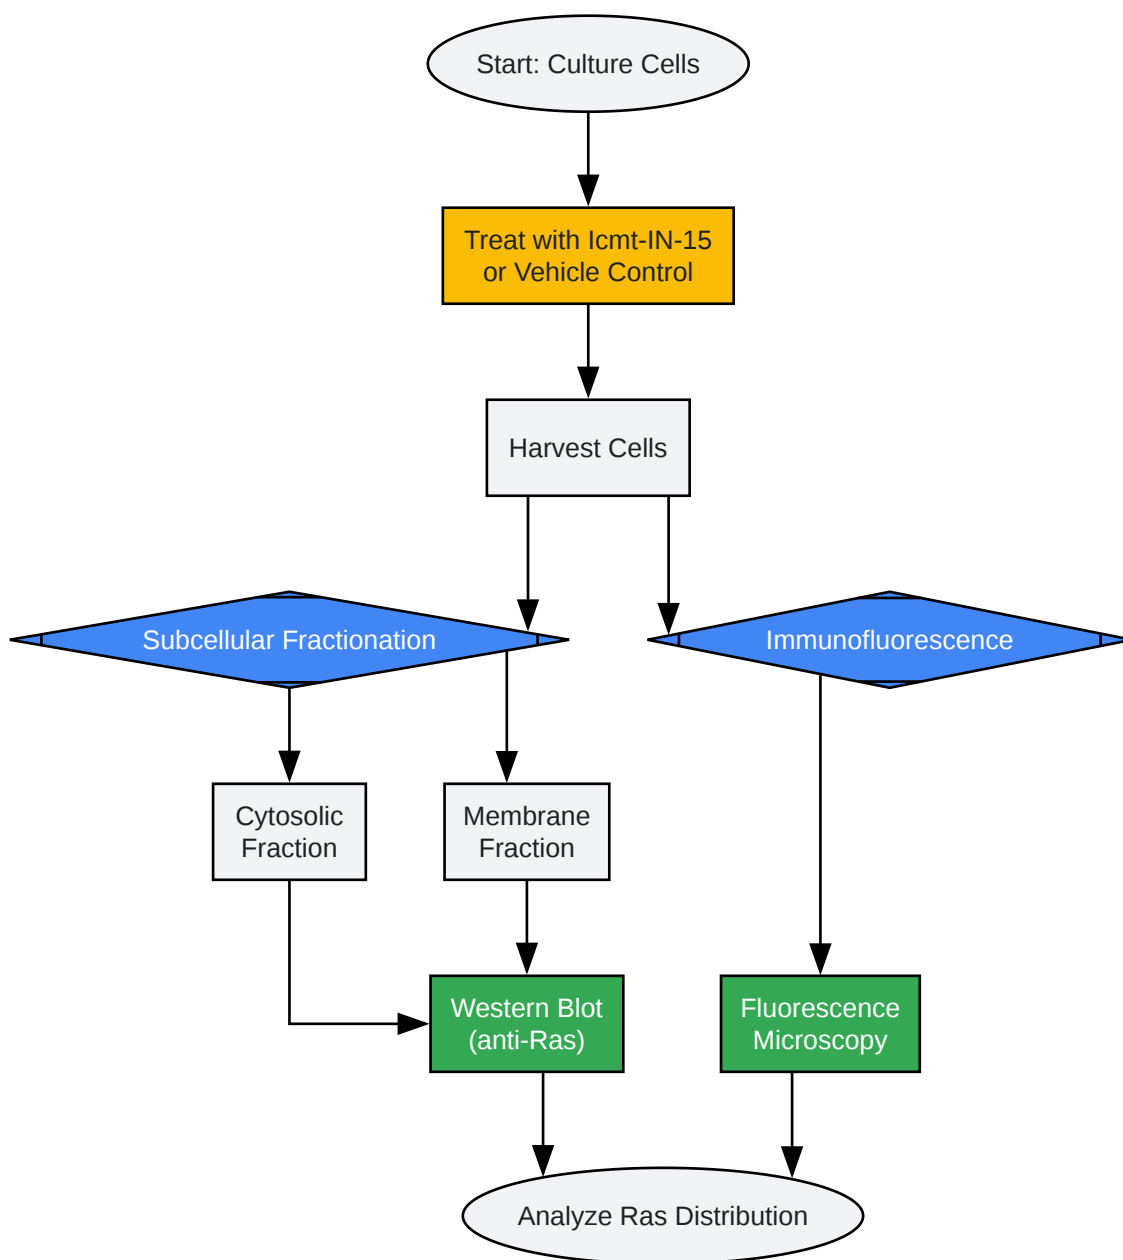 Start: Culture Cells
Treat with Icmt-IN-15
or Vehicle Control
Harvest Cells
Subcellular Fractionation
Immunofluorescence
Cytosolic
Fraction
Membrane
Fraction
Western Blot
(anti-Ras)
Fluorescence
Microscopy
Analyze Ras Distribution